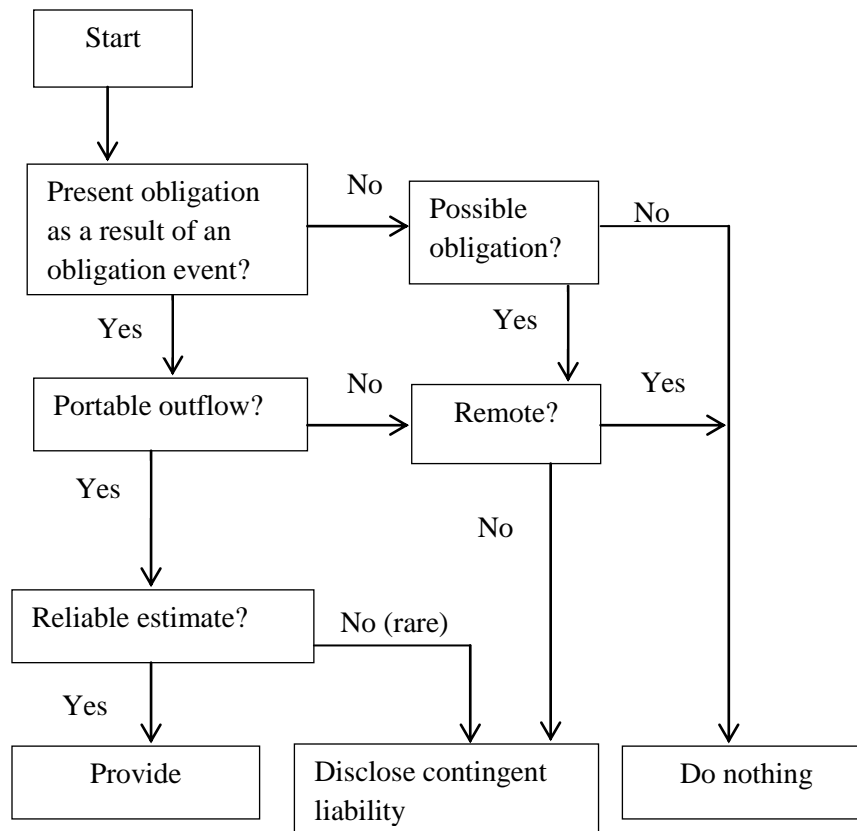 Start
Present obligation
as a result of an
obligation event?
No
Possible
obligation?
No
Yes
Yes
Portable outflow?
No
Remote?
Yes
Yes
No
Reliable estimate?
No (rare)
Yes
Provide
Disclose contingent
liability
Do nothing